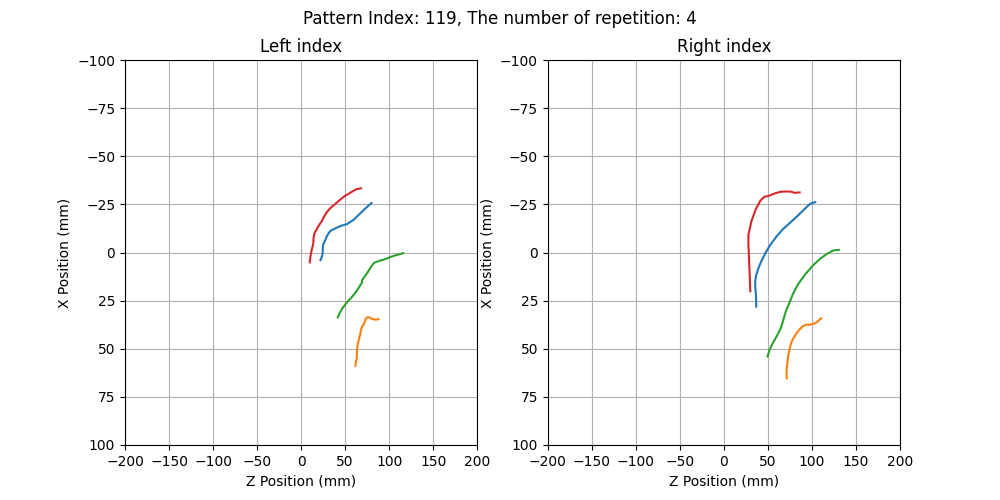 Pattern Index: 119, The number of repetition: 4
Left index
Right index
−100
−75
−50
−25
0
25
50
75
100
X Position (mm)
−200 −150 −100 −50 0 50 100 150 200
Z Position (mm)
−100
−75
−50
−25
0
25
50
75
100
X Position (mm)
−200 −150 −100 −50 0 50 100 150 200
Z Position (mm)